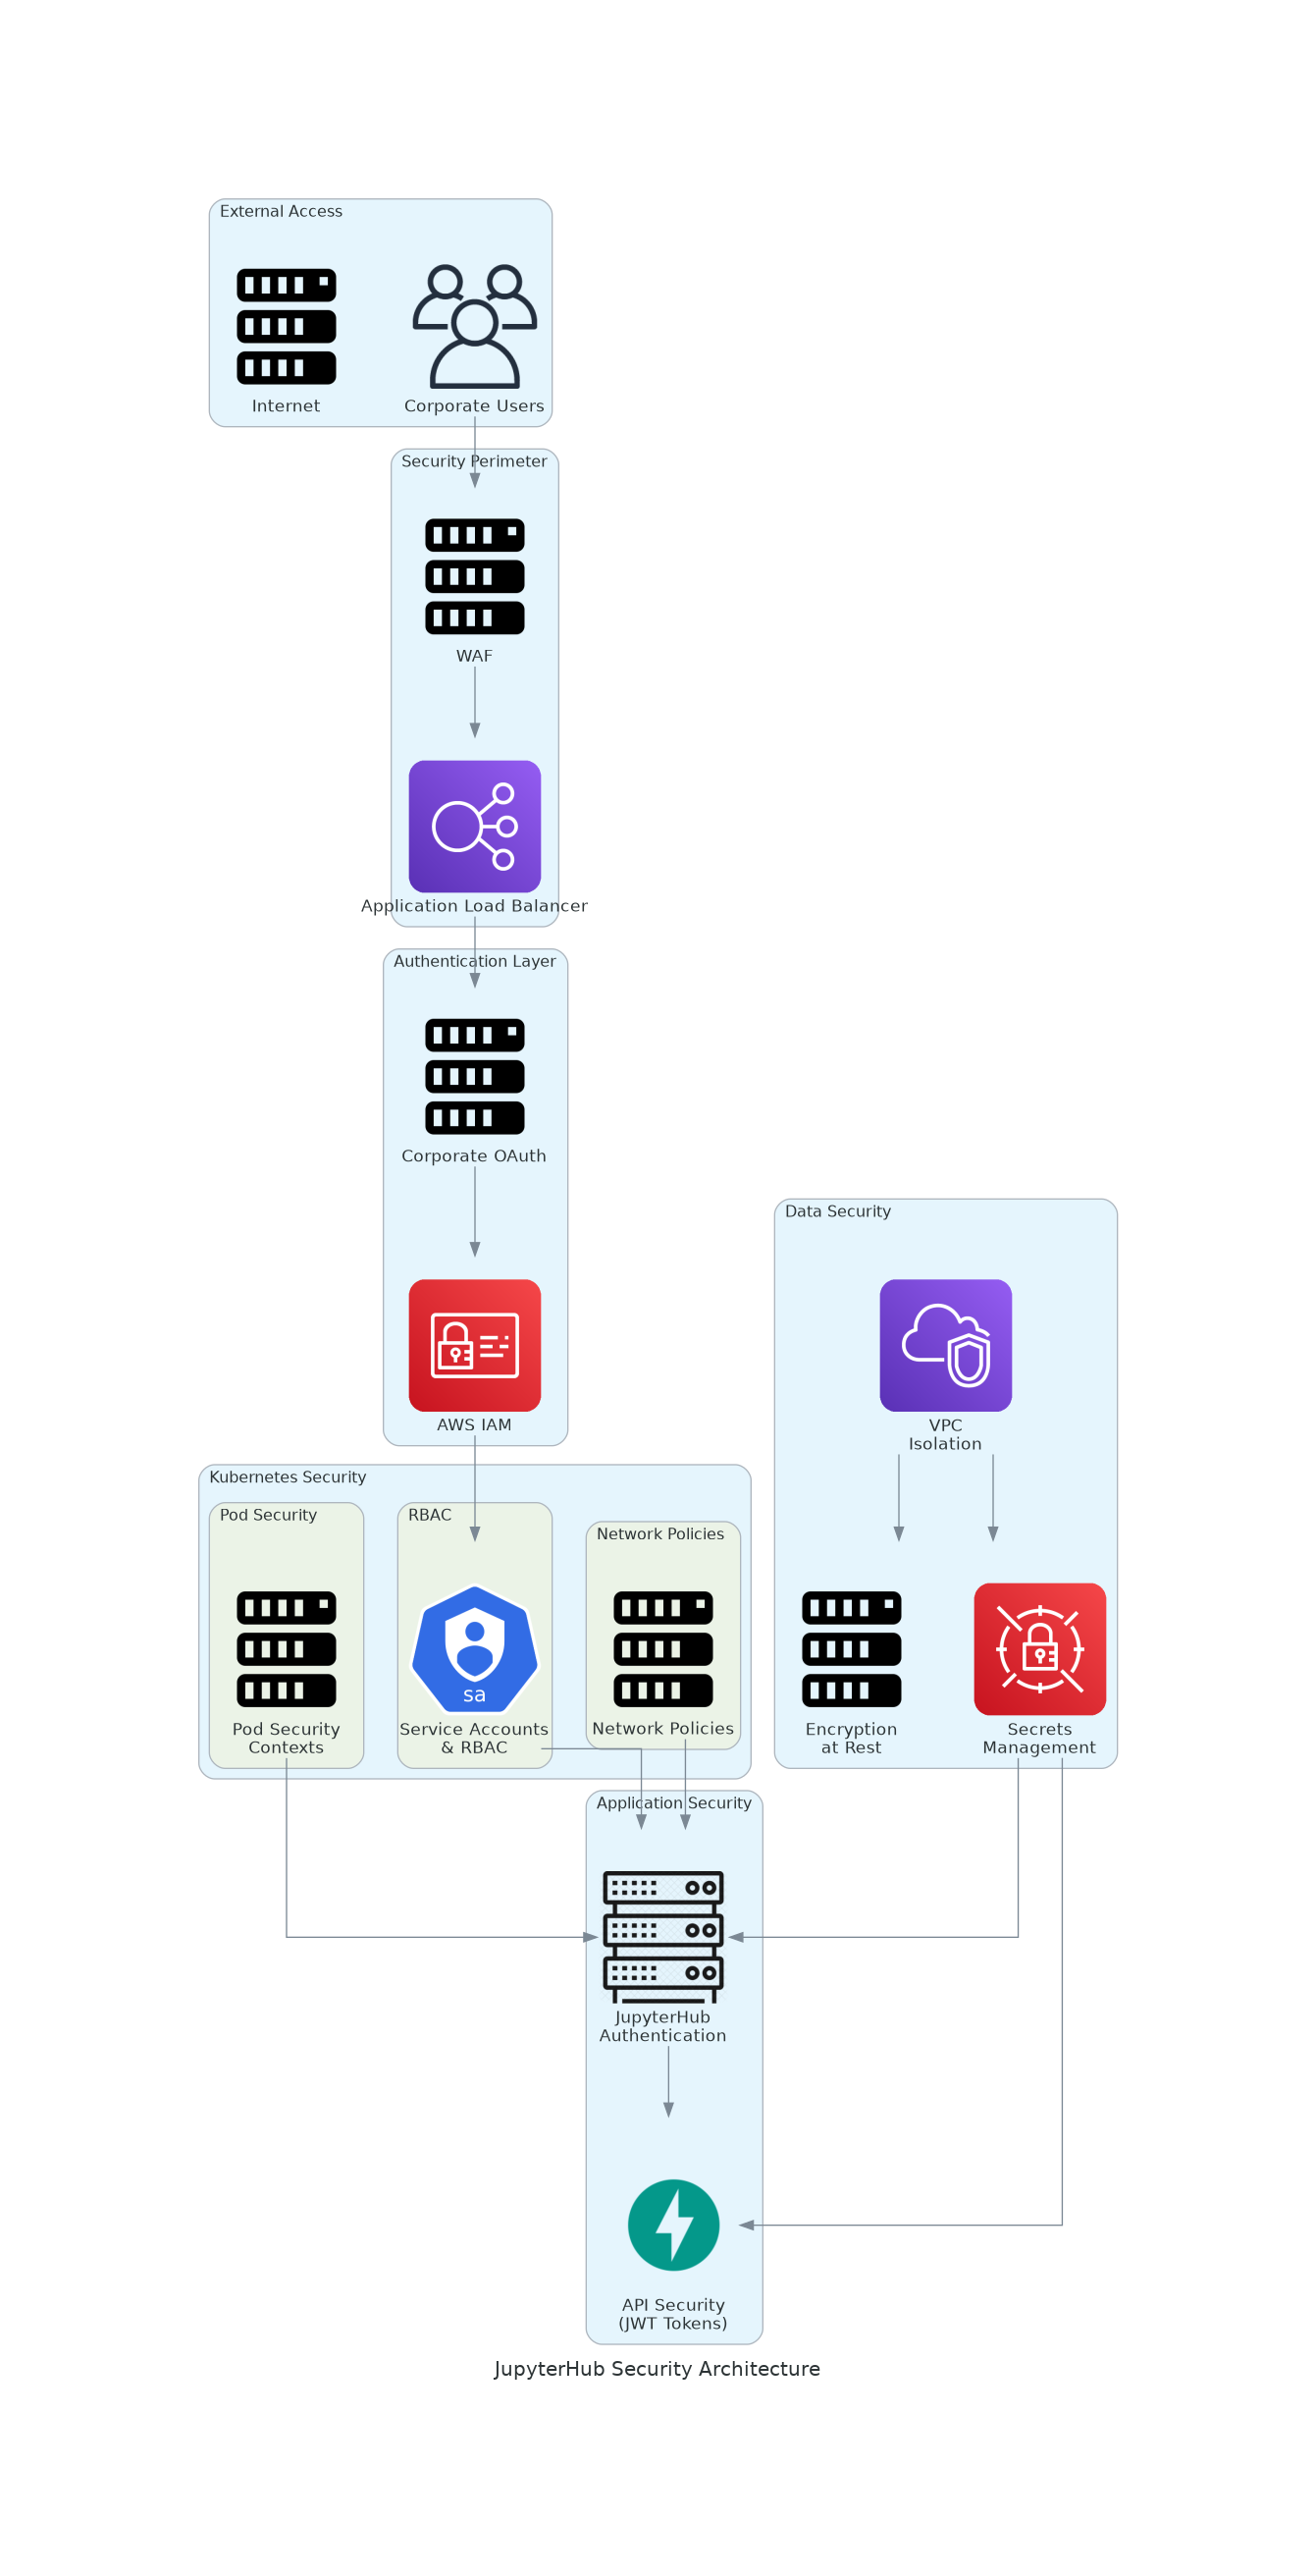 External Access
Internet
Corporate Users
Security Perimeter
WAF
Application Load Balancer
Authentication Layer
Corporate OAuth
AWS IAM
Data Security
VPC
Isolation
Kubernetes Security
Pod Security
RBAC
Network Policies
sa
Pod Security
Contexts
Service Accounts
& RBAC
Network Policies
Encryption
at Rest
Secrets
Management
Application Security
JupyterHub
Authentication
API Security
(JWT Tokens)
JupyterHub Security Architecture